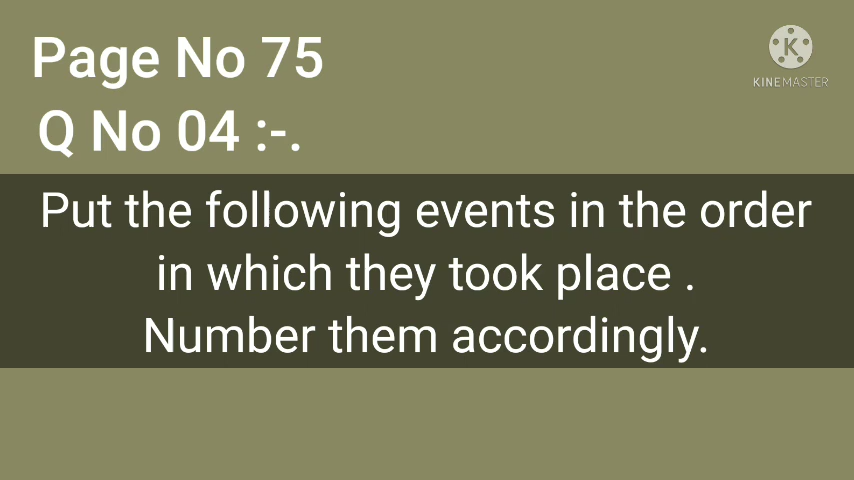 Page No 75
K
KINEMASTER
Q No 04 :-.
Put the following events in the order
in which they took place .
Number them accordingly.